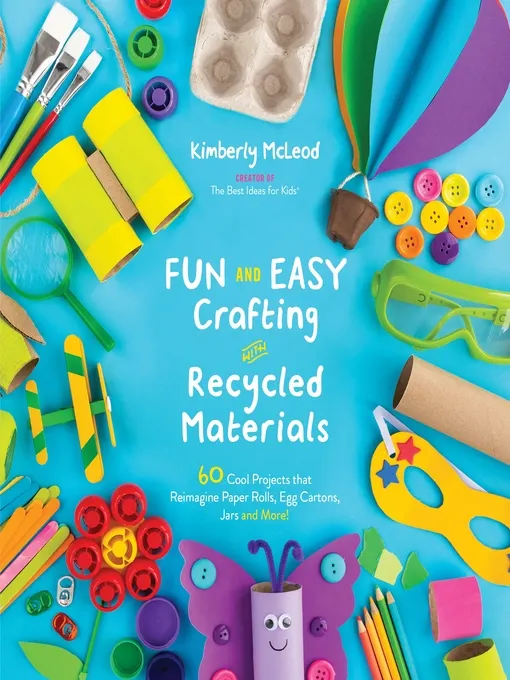 Kimberly McLeod
CREATOR OF
The Best Ideas for Kids®
FUN AND EASY
Crafting
WITH
Recycled
Materials
60 Cool Projects that
Reimagine Paper Rolls, Egg Cartons,
Jars and More!